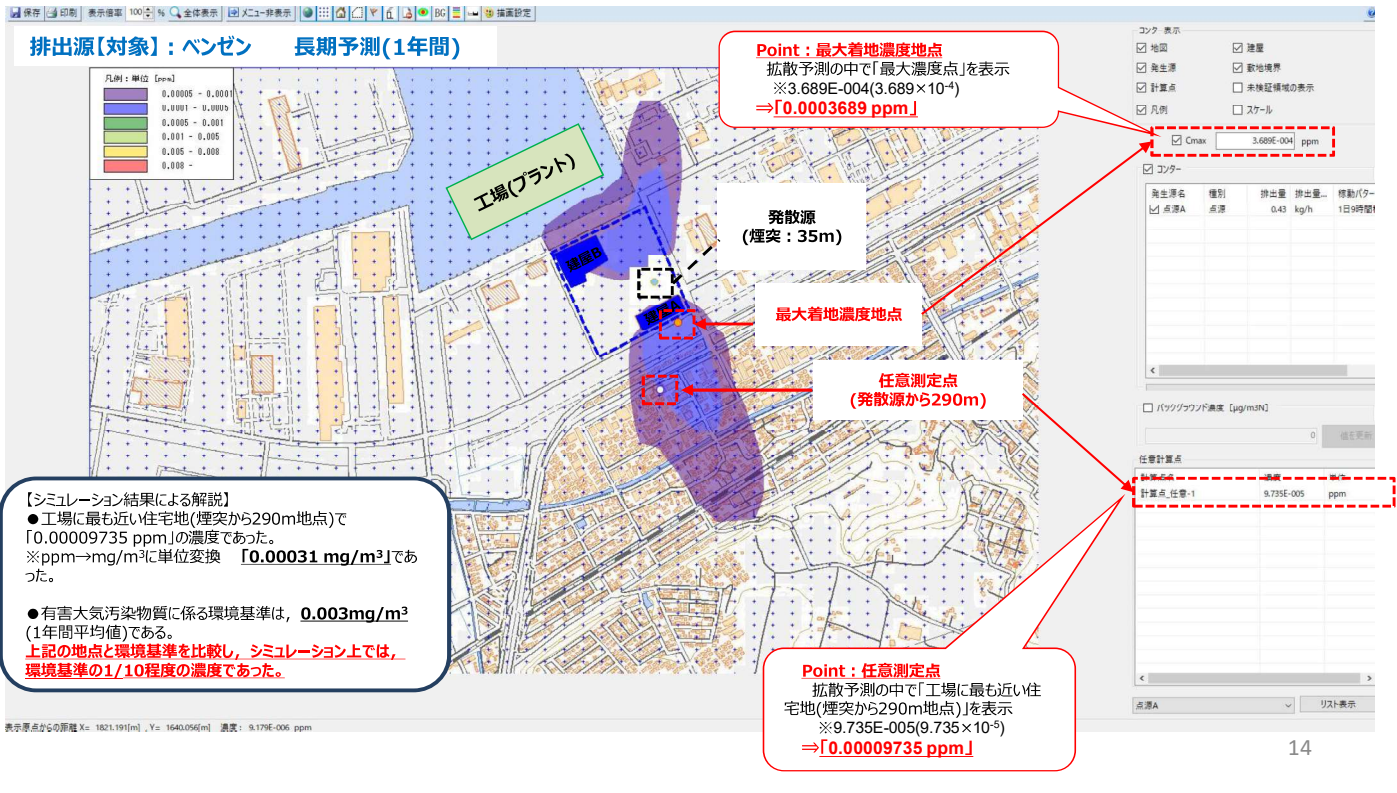 保存 印刷 表示倍率 100 % 全体表示 メニュー非表示 BG 描画設定
排出源【対象】：ベンゼン 長期予測(1年間)
凡例：単位 [ppm]
0.00005 - 0.0001
0.0001 - 0.0005
0.0005 - 0.001
0.001 - 0.005
0.005 - 0.008
0.008 -
工場(プラント)
建屋B
発散源
(煙突：35m)
最大着地濃度地点
任意測定点
(発散源から290m)
Point：最大着地濃度地点
拡散予測の中で「最大濃度点」を表示
※3.689E-004(3.689×10-4)
⇒「0.0003689 ppm」
コンター表示
地図 建屋
発生源 敷地境界
計算点 未検証領域の表示
凡例 スケール
Cmax 3.689E-004 ppm
コンター
発生源名 種別 排出量 排出量... 稼動パター
点源A 点源 0.43 kg/h 1日9時間
バックグラウンド濃度 [μg/m3N]
0 値を更新
任意計算点
計算点名 濃度 単位
計算点_任意-1 9.735E-005 ppm
点源A リスト表示
【シミュレーション結果による解説】
●工場に最も近い住宅地(煙突から290m地点)で
「0.00009735 ppm」の濃度であった。
※ppm→mg/m³に単位変換 「0.00031 mg/m³」であ
った。
●有害大気汚染物質に係る環境基準は，0.003mg/m³
(1年間平均値)である。
上記の地点と環境基準を比較し，シミュレーション上では，
環境基準の1/10程度の濃度であった。
Point：任意測定点
拡散予測の中で「工場に最も近い住
宅地(煙突から290m地点)」を表示
※9.735E-005(9.735×10-5)
⇒「0.00009735 ppm」
表示原点からの距離 X= 1821.191[m] , Y= 1640.056[m] 濃度： 9.179E-006 ppm
14